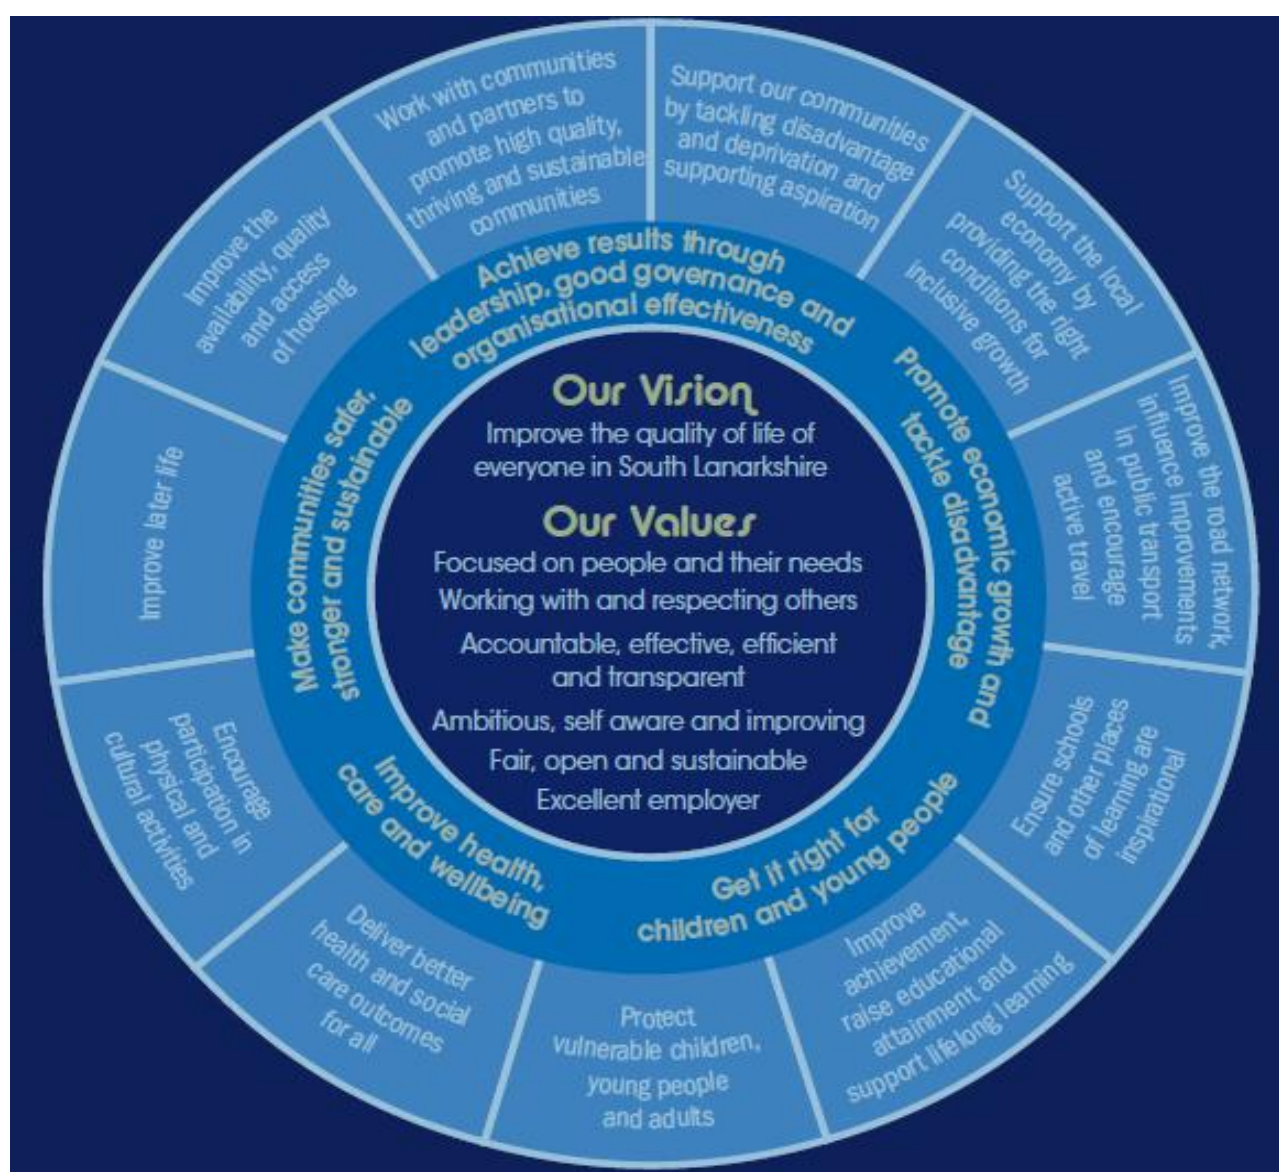 Work with communities
and partners to
promote high quality,
thriving and sustainable
communities
Support our communities
by tackling disadvantage
and deprivation and
supporting aspiration
Support the local
economy by
providing the right
conditions for
inclusive growth
Improve the road network,
influence improvements
In public transport
and encourage
active travel
Ensure schools
and other places
of learning are
inspirational
Improve
achievement,
raise educational
attainment and
support lifelong learning
Protect
vulnerable children,
young people
and adults
Deliver better
health and social
care outcomes
for all
Encourage
participation in
physical and
cultural activities
Improve later life
Improve the
availability, quality
and access
of housing
Achieve results through
leadership, good governance and
organisational effectiveness
Promote economic growth and
tackle disadvantage
Get it right for
children and young people
Improve health,
care and wellbeing
Make communities safer,
stronger and sustainable
Our Vision
Improve the quality of life of
everyone in South Lanarkshire
Our Values
Focused on people and their needs
Working with and respecting others
Accountable, effective, efficient
and transparent
Ambitious, self aware and improving
Fair, open and sustainable
Excellent employer